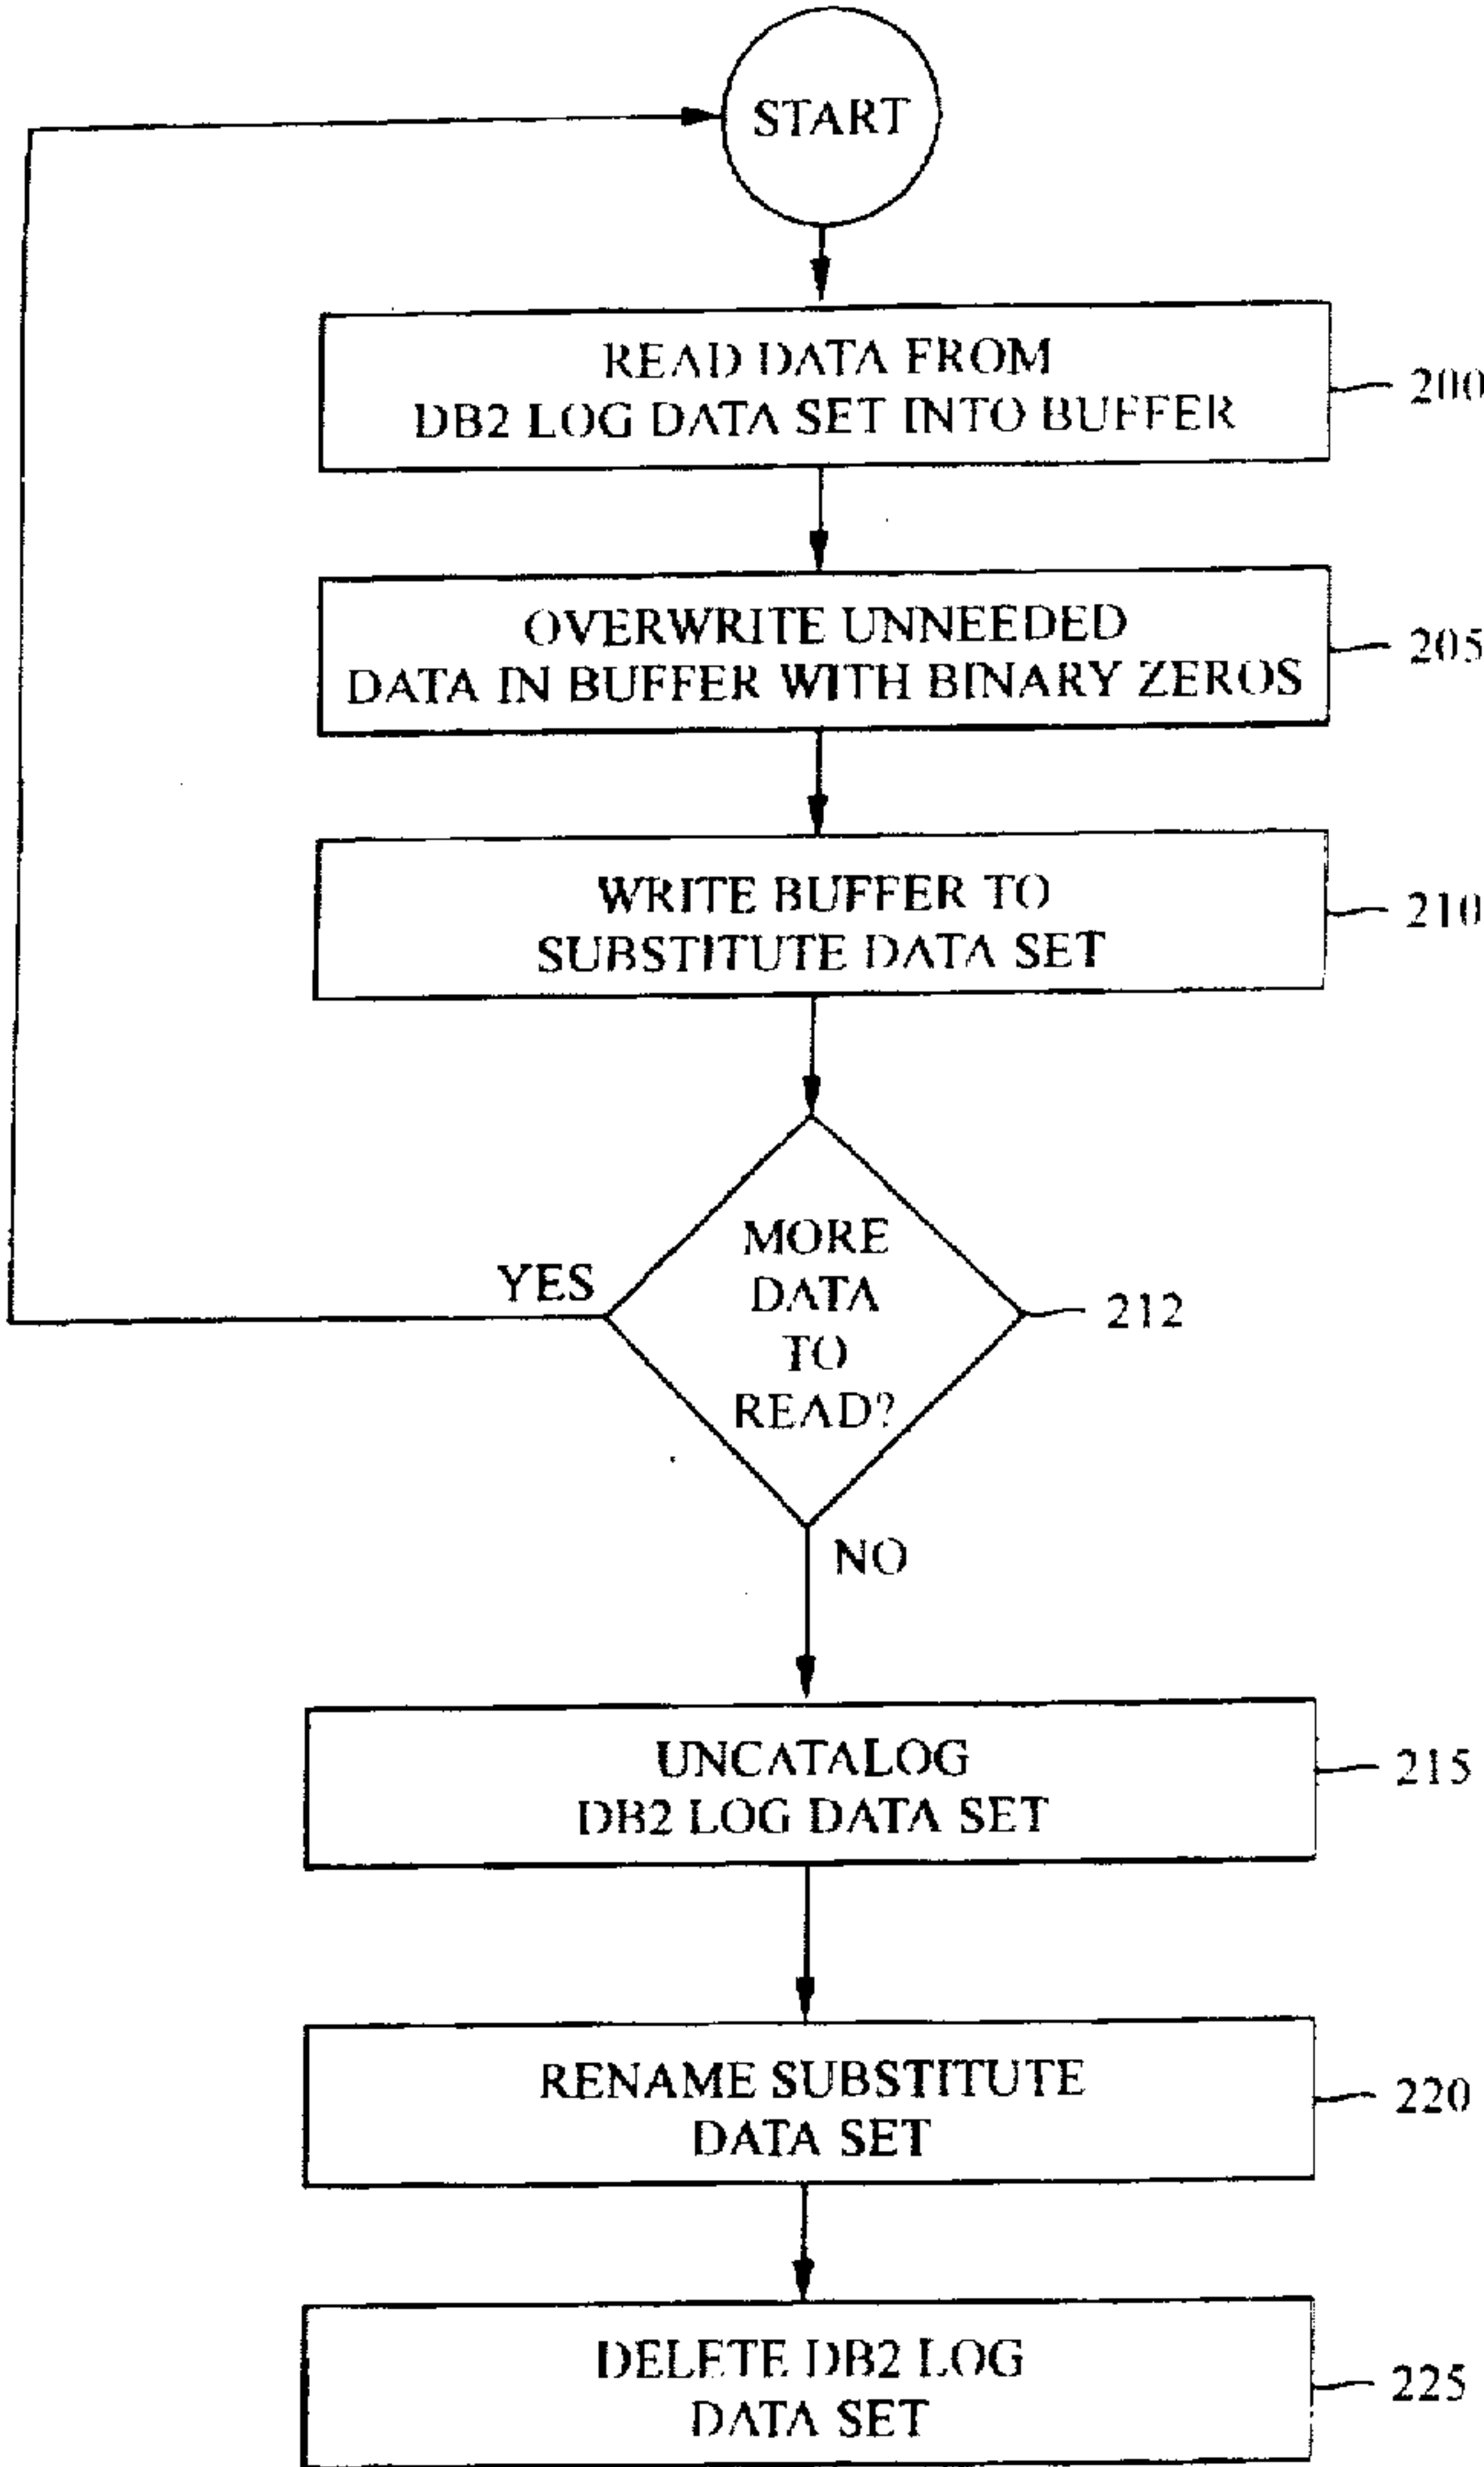 START
READ DATA FROM
DB2 LOG DATA SET INTO BUFFER
200
OVERWRITE UNNEEDED
DATA IN BUFFER WITH BINARY ZEROS
205
WRITE BUFFER TO
SUBSTITUTE DATA SET
210
MORE
DATA
TO
READ?
YES
212
NO
UNCATALOG
DB2 LOG DATA SET
215
RENAME SUBSTITUTE
DATA SET
220
DELETE DB2 LOG
DATA SET
225